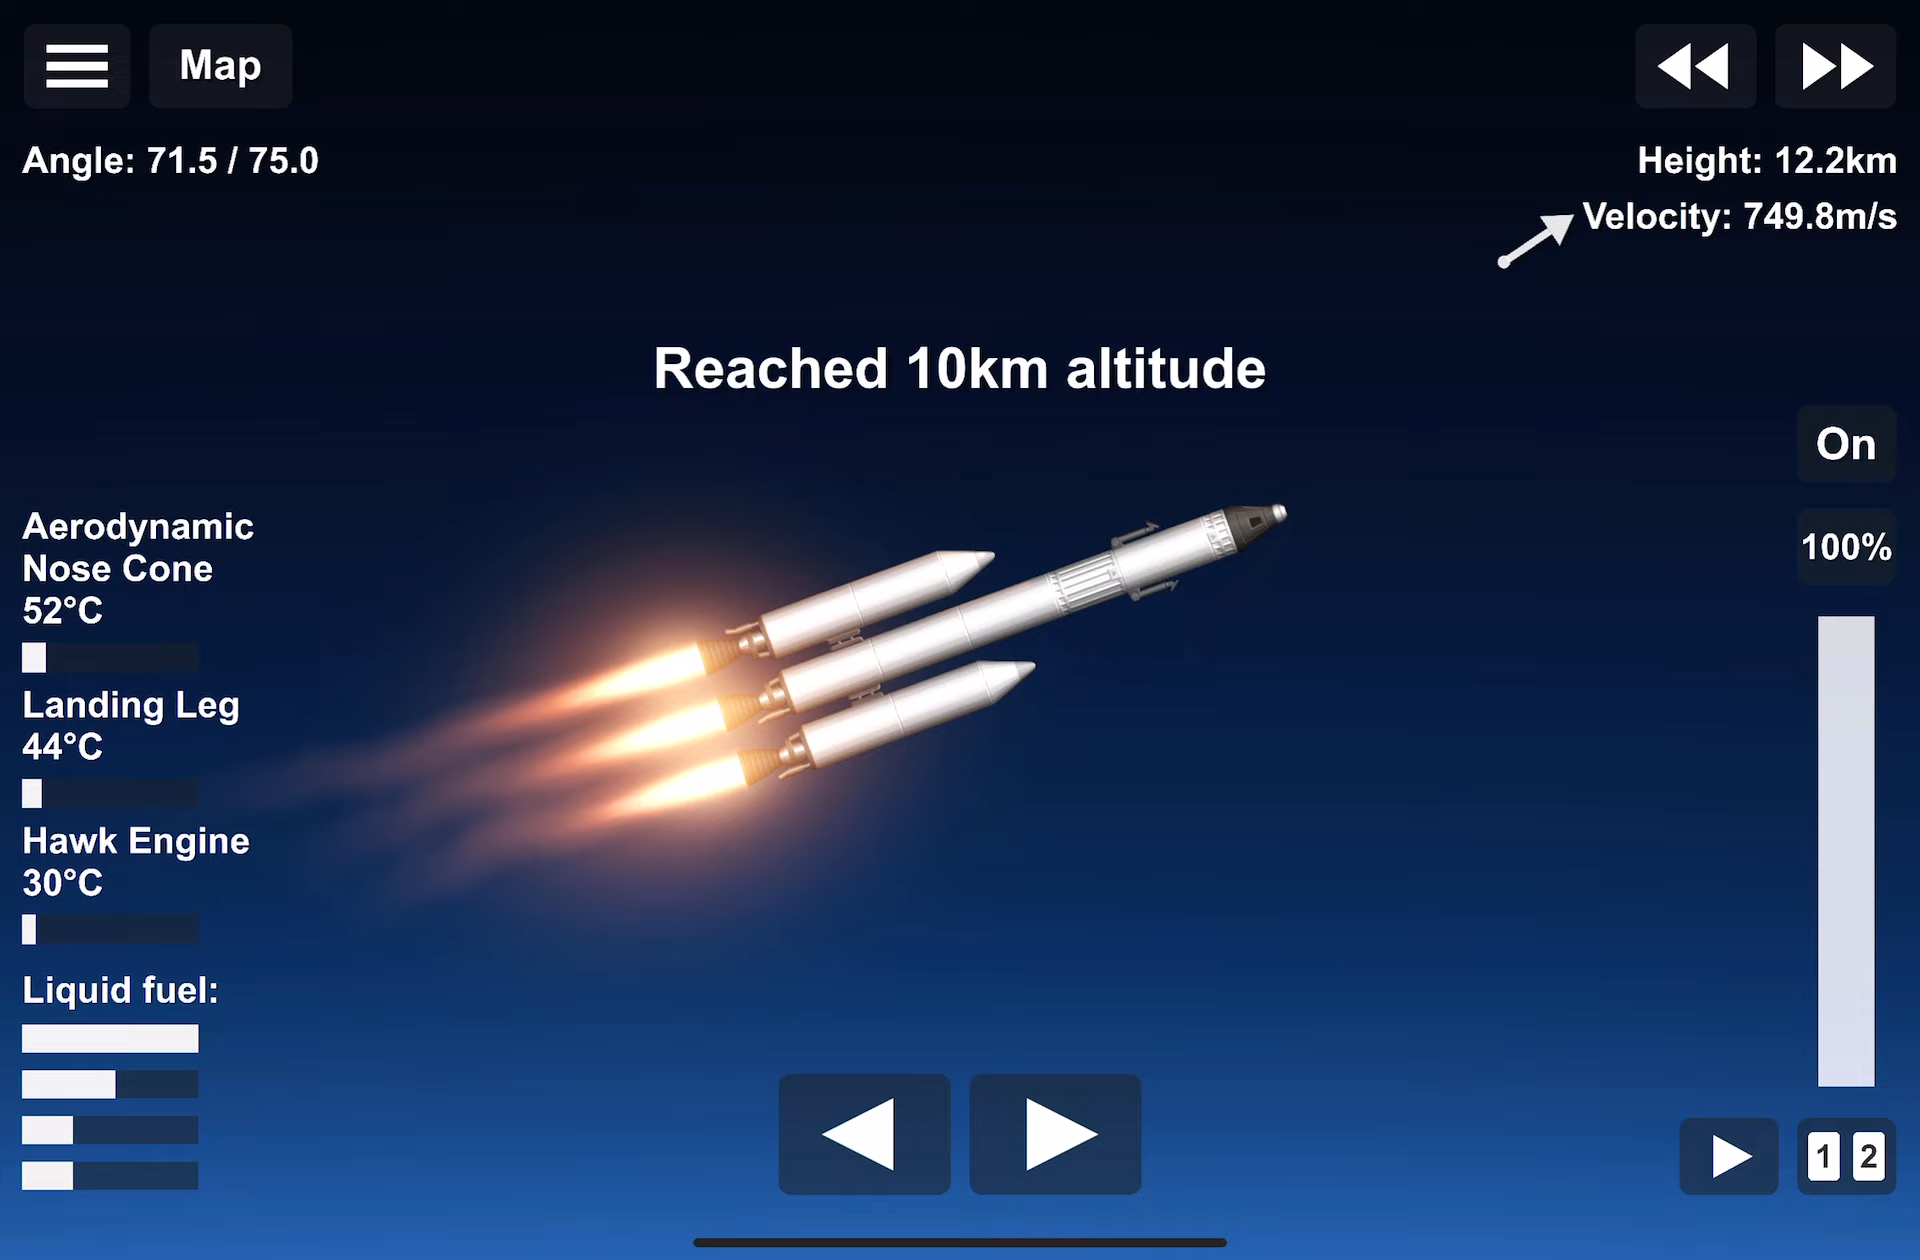 Map
Angle: 71.5 / 75.0
Height: 12.2km
Velocity: 749.8m/s
Reached 10km altitude
On
100%
Aerodynamic
Nose Cone
52°C
Landing Leg
44°C
Hawk Engine
30°C
Liquid fuel:
1 2